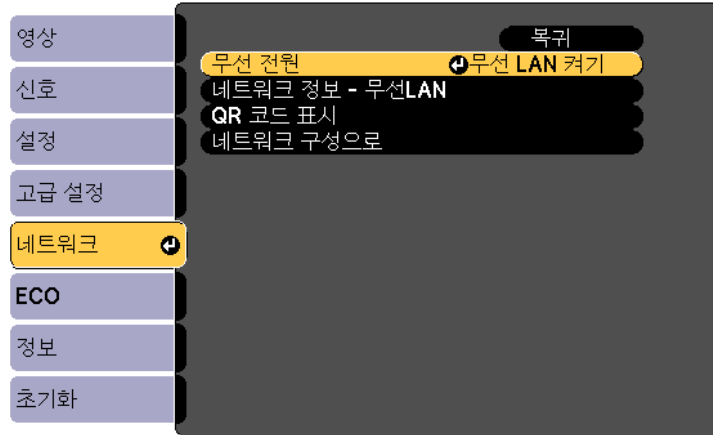 영상
신호
설정
고급 설정
네트워크
ECO
정보
초기화
복귀
무선 전원 무선 LAN 켜기
네트워크 정보 - 무선LAN
QR 코드 표시
네트워크 구성으로